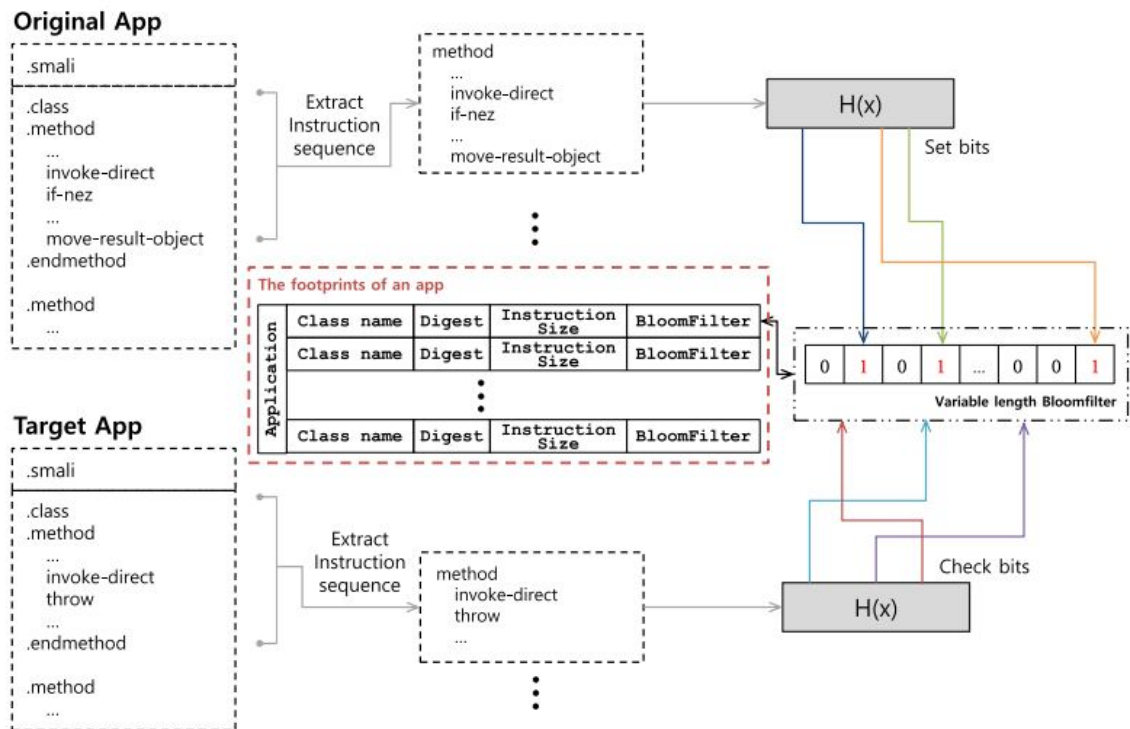 Original App
.smali
.class
.method
...
invoke-direct
if-nez
...
move-result-object
.endmethod
.method
...
Extract
Instruction
sequence
method
...
invoke-direct
if-nez
...
move-result-object
H(x)
Set bits
The footprints of an app
Application
Class name Digest Instruction Size BloomFilter
Class name Digest Instruction Size BloomFilter
Class name Digest Instruction Size BloomFilter
0 1 0 1 ... 0 0 1
Variable length Bloomfilter
Target App
.smali
.class
.method
...
invoke-direct
throw
...
.endmethod
.method
...
Extract
Instruction
sequence
method
invoke-direct
throw
...
Check bits
H(x)